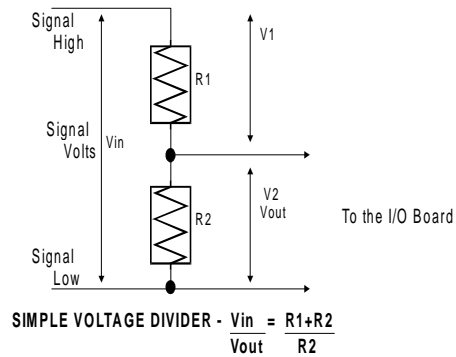 Signal
High
V1
R1
Signal
Volts
Vin
V2
Vout
R2
To the I/O Board
Signal
Low
SIMPLE VOLTAGE DIVIDER - Vin = R1+R2
Vout R2